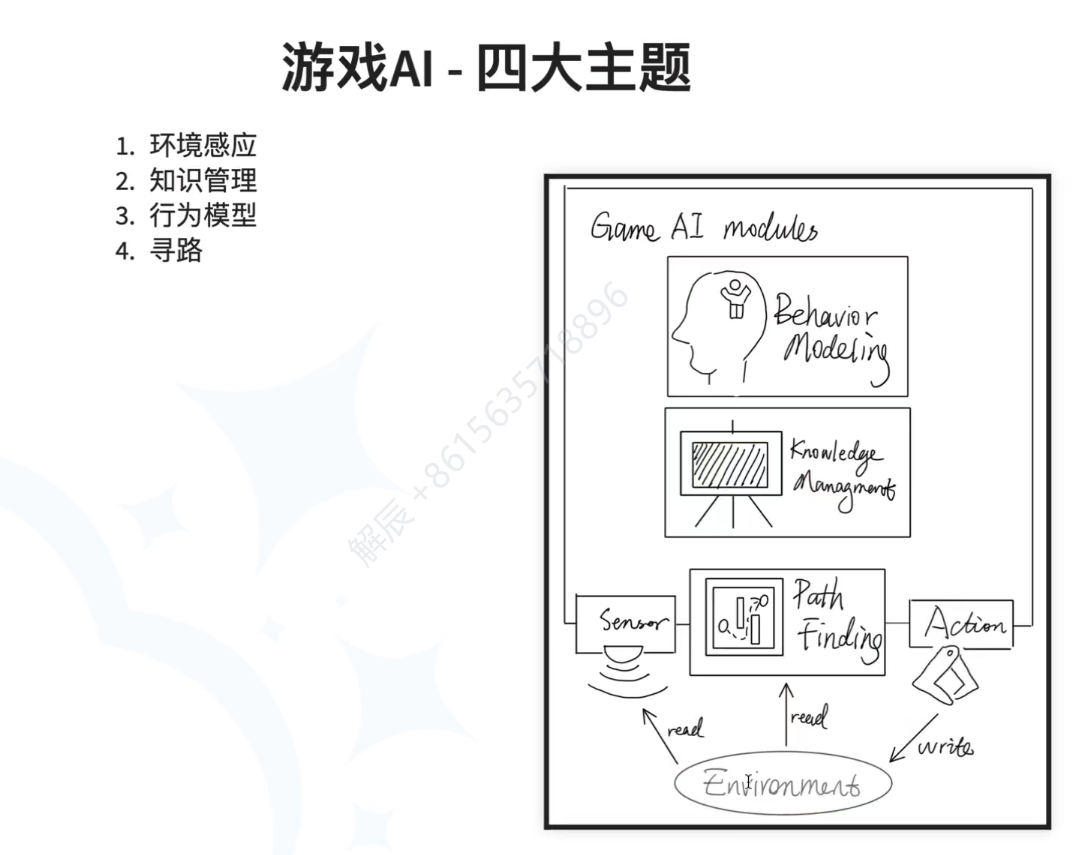 游戏AI - 四大主题
1. 环境感应
2. 知识管理
3. 行为模型
4. 寻路
Game AI modules
Behavior
Modeling
Knowledge
Managment
Sensor
Path
Finding
Action
read
read
write
Environment
解辰 +8615635718896